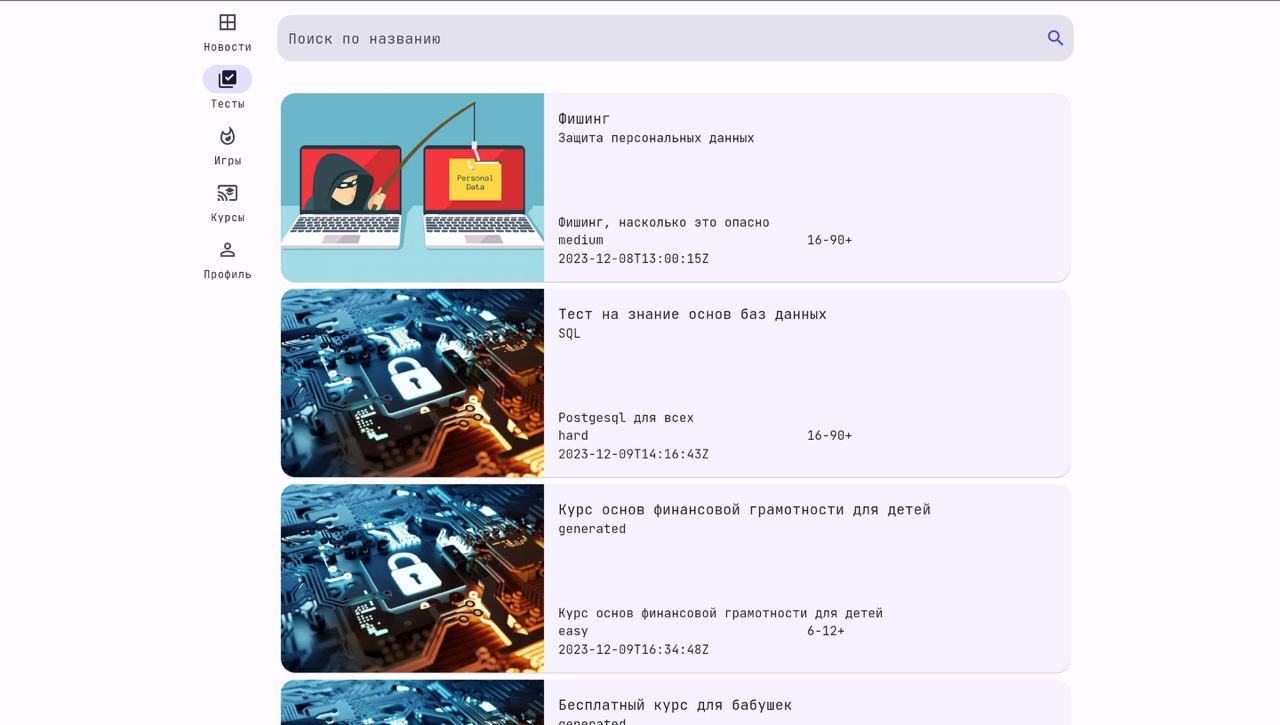 Поиск по названию
Новости
Тесты
Игры
Курсы
Профиль
Personal
Data
Фишинг
Защита персональных данных
Фишинг, насколько это опасно
medium 16-90+
2023-12-08T13:00:15Z
Тест на знание основ баз данных
SQL
Postgesql для всех
hard 16-90+
2023-12-09T14:16:43Z
Курс основ финансовой грамотности для детей
generated
Курс основ финансовой грамотности для детей
easy 6-12+
2023-12-09T16:34:48Z
Бесплатный курс для бабушек
generated